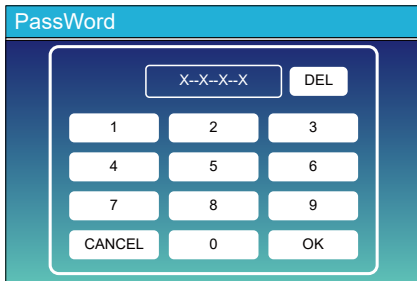 PassWord
X--X--X--X DEL
1 2 3
4 5 6
7 8 9
CANCEL 0 OK